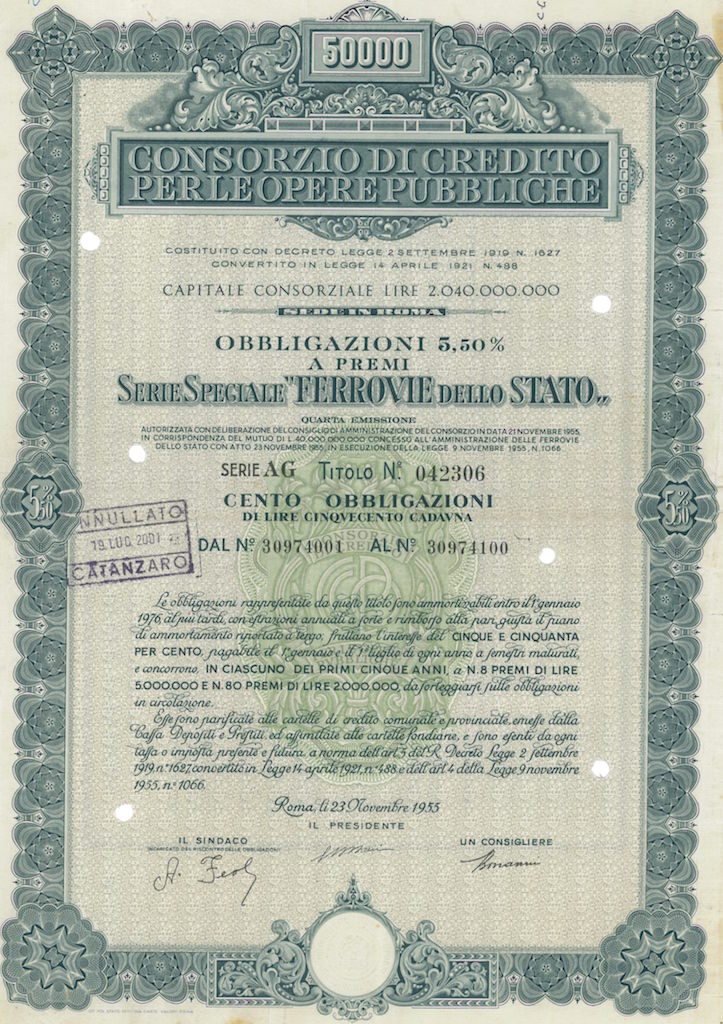 50000
CONSORZIO DI CREDITO
PER LE OPERE PUBBLICHE
COSTITUITO CON DECRETO LEGGE 2 SETTEMBRE 1919 N. 1627
CONVERTITO IN LEGGE 14 APRILE 1921 N. 488
CAPITALE CONSORZIALE LIRE 2.040.000.000
SEDE IN ROMA
OBBLIGAZIONI 5,50%
A PREMI
SERIE SPECIALE "FERROVIE DELLO STATO„
QUARTA EMISSIONE
AUTORIZZATA CON DELIBERAZIONE DEL CONSIGLIO DI AMMINISTRAZIONE DEL CONSORZIO IN DATA 21 NOVEMBRE 1955,
IN CORRISPONDENZA DEL MUTUO DI L. 40.000.000.000 CONCESSO ALL'AMMINISTRAZIONE DELLE FERROVIE
DELLO STATO CON ATTO 23 NOVEMBRE 1955, IN ESECUZIONE DELLA LEGGE 9 NOVEMBRE 1955, N. 1066.
SERIE AG TITOLO N. 042306
CENTO OBBLIGAZIONI
DI LIRE CINQVECENTO CADAVNA
5,½% 5,50
DAL N. 30974001 AL N. 30974100
ANNULLATO
19 LUG. 2001
CATANZARO
Le obbligazioni rappresentate da questo titolo sono ammortizabili entro il 1° gennaio
1976, al più tardi, con estrazioni annuali a sorte e rimborso alla pari, giusta il piano
di ammortamento riportato a tergo; fruttano l'interesse del CINQUE E CINQUANTA
PER CENTO, pagabile il 1° gennaio e il 1° luglio di ogni anno a semestri maturati,
e concorrono, IN CIASCUNO DEI PRIMI CINQUE ANNI, a N. 8 PREMI DI LIRE
5.000.000 E N. 80 PREMI DI LIRE 2.000.000, da sorteggiarsi sulle obbligazioni
in circolazione.
Esse sono parificate alle cartelle di credito comunale e provinciale, emesse dalla
Cassa Depositi e Prestiti, ed assimilate alle cartelle fondiarie, e sono esenti da ogni
tassa o imposta presente e futura, a norma dell'art. 3 del R. Decreto Legge 2 settembre
1919, n.° 1627, convertito in Legge 14 aprile 1921, n.° 488, e dell'art. 4 della Legge 9 novembre
1955, n.° 1066.
Roma, li 23 Novembre 1955
IL PRESIDENTE
IL SINDACO
INCARICATO DEL RISCONTRO DELLE OBBLIGAZIONI
UN CONSIGLIERE